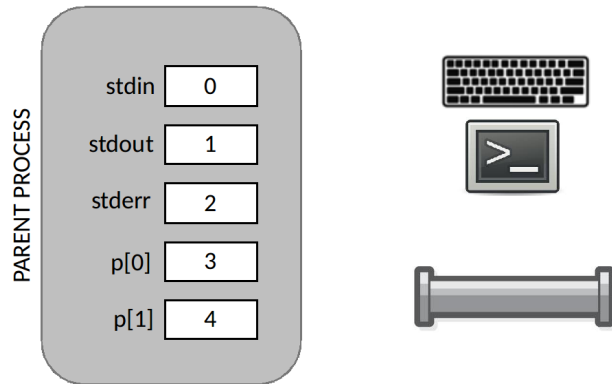 PARENT PROCESS
stdin 0
stdout 1
stderr 2
p[0] 3
p[1] 4
>_